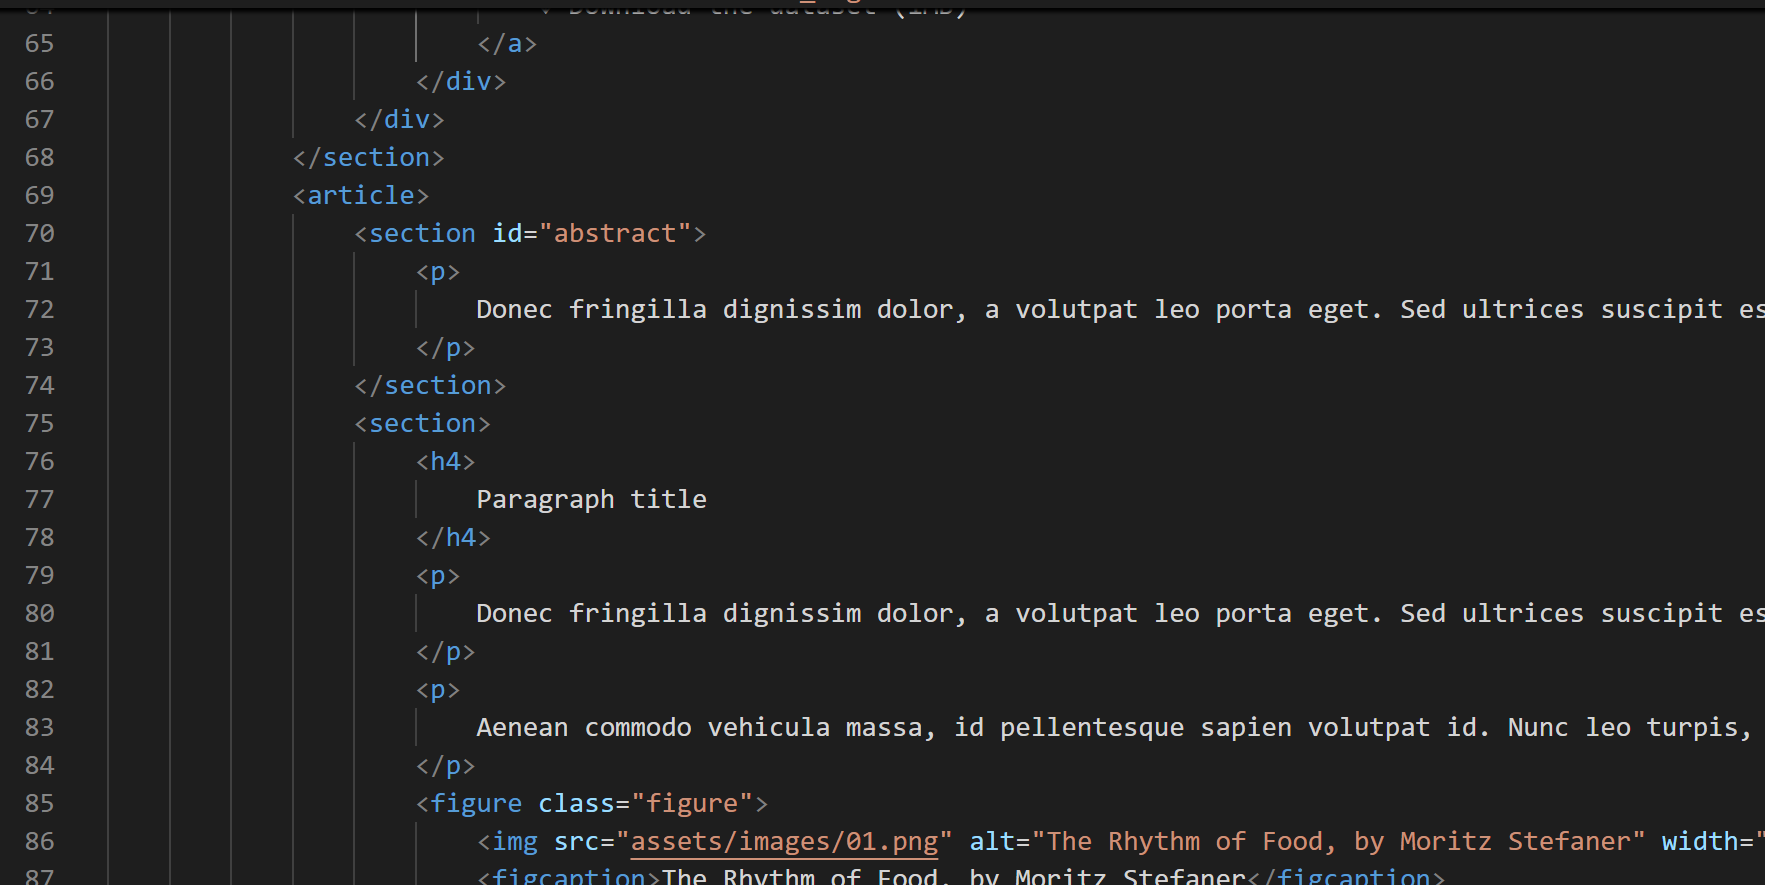 Download the dataset (1MB)
65 </a>
66 </div>
67 </div>
68 </section>
69 <article>
70 <section id="abstract">
71 <p>
72 Donec fringilla dignissim dolor, a volutpat leo porta eget. Sed ultrices suscipit es
73 </p>
74 </section>
75 <section>
76 <h4>
77 Paragraph title
78 </h4>
79 <p>
80 Donec fringilla dignissim dolor, a volutpat leo porta eget. Sed ultrices suscipit es
81 </p>
82 <p>
83 Aenean commodo vehicula massa, id pellentesque sapien volutpat id. Nunc leo turpis,
84 </p>
85 <figure class="figure">
86 <img src="assets/images/01.png" alt="The Rhythm of Food, by Moritz Stefaner" width="
87 <figcaption>The Rhythm of Food, by Moritz Stefaner</figcaption>